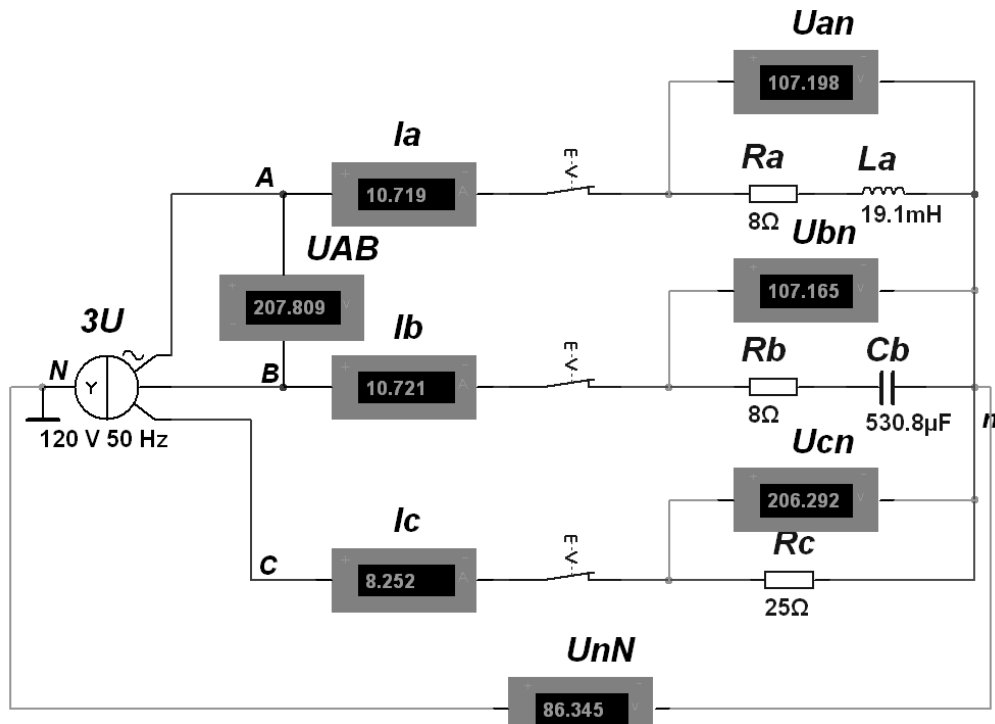 Uan
107.198
V
Ia
E-V-
Ra
La
A
10.719
A
8Ω
19.1mH
UAB
Ubn
207.809
V
107.165
V
3U
Ib
E-V-
Rb
Cb
N
Y
B
10.721
8Ω
530.8µF
n
120 V 50 Hz
Ucn
Ic
206.292
V
E-V-
Rc
C
8.252
A
25Ω
UnN
86.345
V